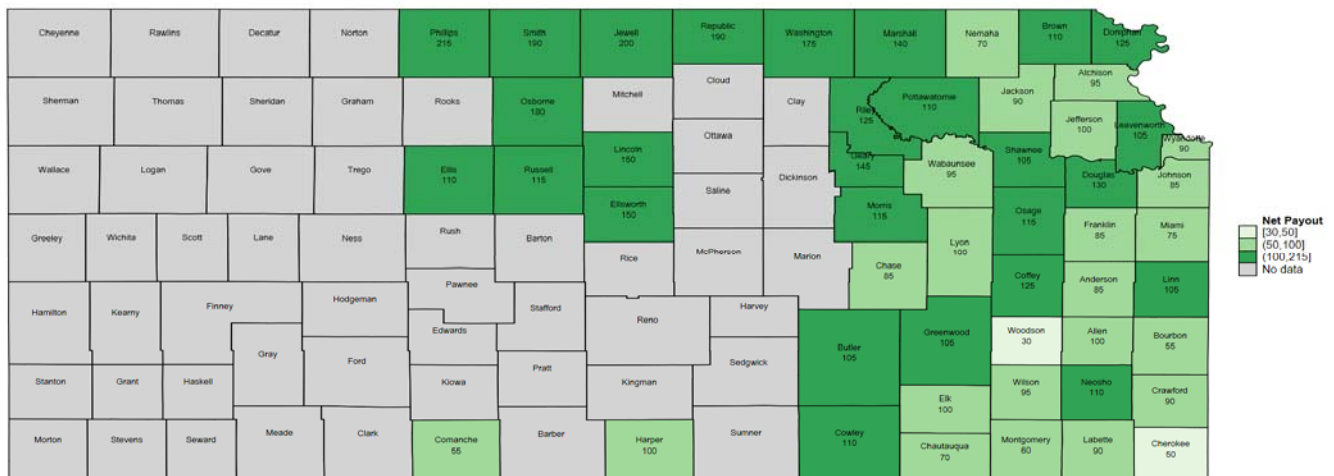 Cheyenne
Rawlins
Decatur
Norton
Phillips
215
Smith
190
Jewell
200
Republic
190
Washington
175
Marshall
140
Nemaha
70
Brown
110
Doniphan
125
Sherman
Thomas
Sheridan
Graham
Rooks
Osborne
180
Mitchell
Cloud
Clay
Riley
125
Pottawatomie
110
Jackson
90
Atchison
95
Jefferson
100
Leavenworth
105
Wyandotte
90
Ottawa
Wallace
Logan
Gove
Trego
Ellis
110
Russell
115
Lincoln
150
Saline
Dickinson
Geary
145
Wabaunsee
95
Shawnee
105
Douglas
130
Johnson
85
Ellsworth
150
Morris
115
Osage
115
Franklin
85
Miami
75
Greeley
Wichita
Scott
Lane
Ness
Rush
Barton
Rice
McPherson
Marion
Chase
85
Lyon
100
Coffey
125
Anderson
85
Linn
105
Net Payout
[30,50]
(50,100]
(100,215]
No data
Hamilton
Kearny
Finney
Hodgeman
Pawnee
Stafford
Edwards
Reno
Harvey
Gray
Ford
Butler
105
Greenwood
105
Woodson
30
Allen
100
Bourbon
55
Sedgwick
Stanton
Grant
Haskell
Kiowa
Pratt
Kingman
Elk
100
Wilson
95
Neosho
110
Crawford
90
Morton
Stevens
Seward
Meade
Clark
Comanche
55
Barber
Harper
100
Sumner
Cowley
110
Chautauqua
70
Montgomery
60
Labette
90
Cherokee
50